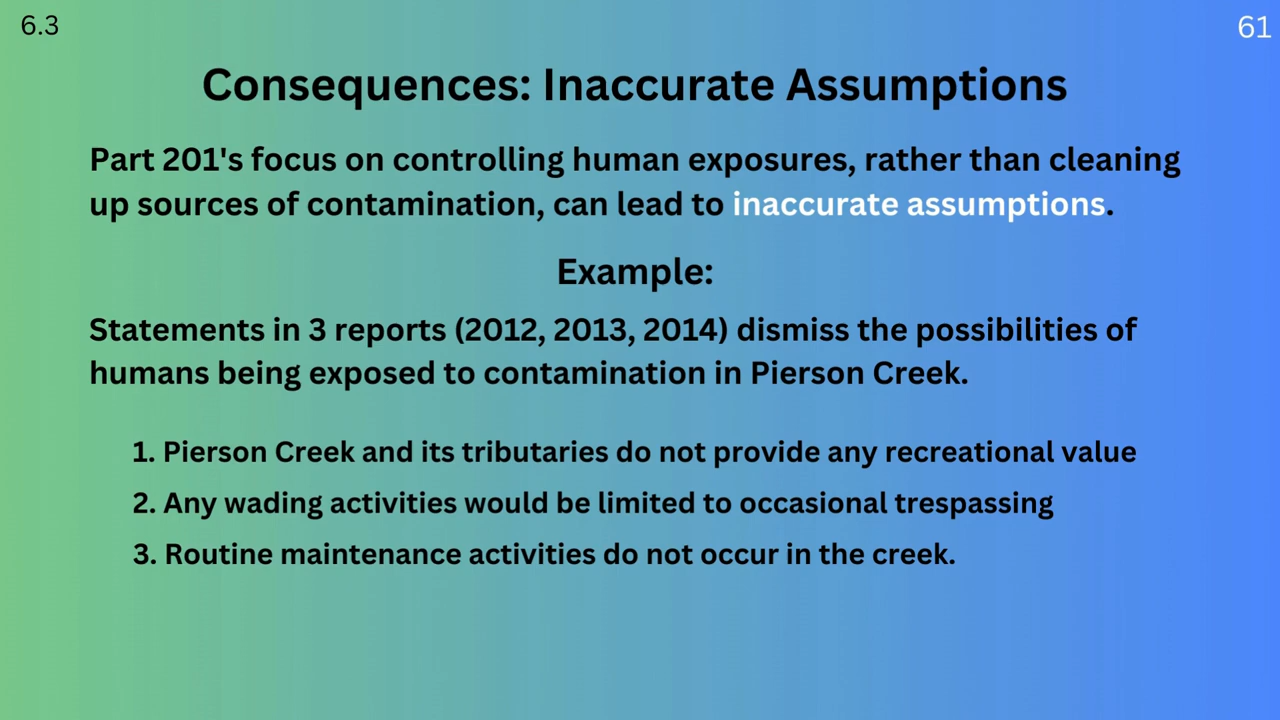 6.3
61
Consequences: Inaccurate Assumptions
Part 201's focus on controlling human exposures, rather than cleaning
up sources of contamination, can lead to inaccurate assumptions.
Example:
Statements in 3 reports (2012, 2013, 2014) dismiss the possibilities of
humans being exposed to contamination in Pierson Creek.
1. Pierson Creek and its tributaries do not provide any recreational value
2. Any wading activities would be limited to occasional trespassing
3. Routine maintenance activities do not occur in the creek.